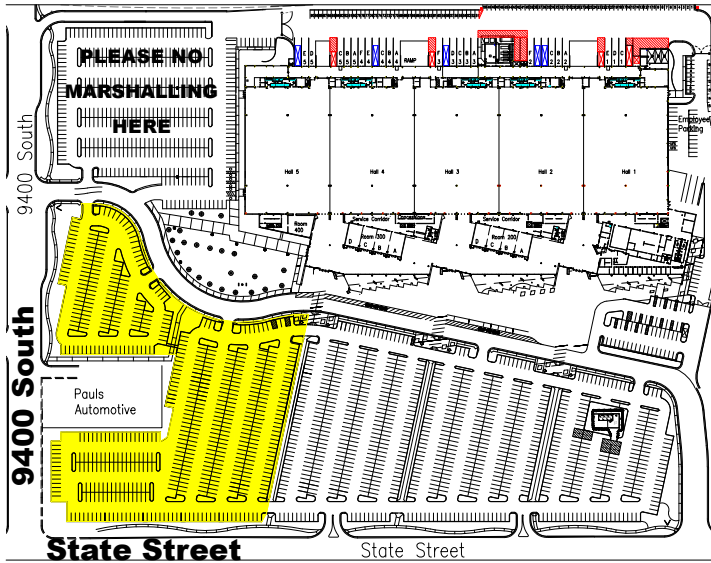 PLEASE NO
MARSHALLING
HERE
RAMP
Employee
Parking
9400 South
Hall 5
Hall 4
Hall 3
Hall 2
Hall 1
Room
400
Service Corridor
Service Corridor
Room 300
D C B
Room 200
D C B
9400 South
Pauls
Automotive
State Street
State Street